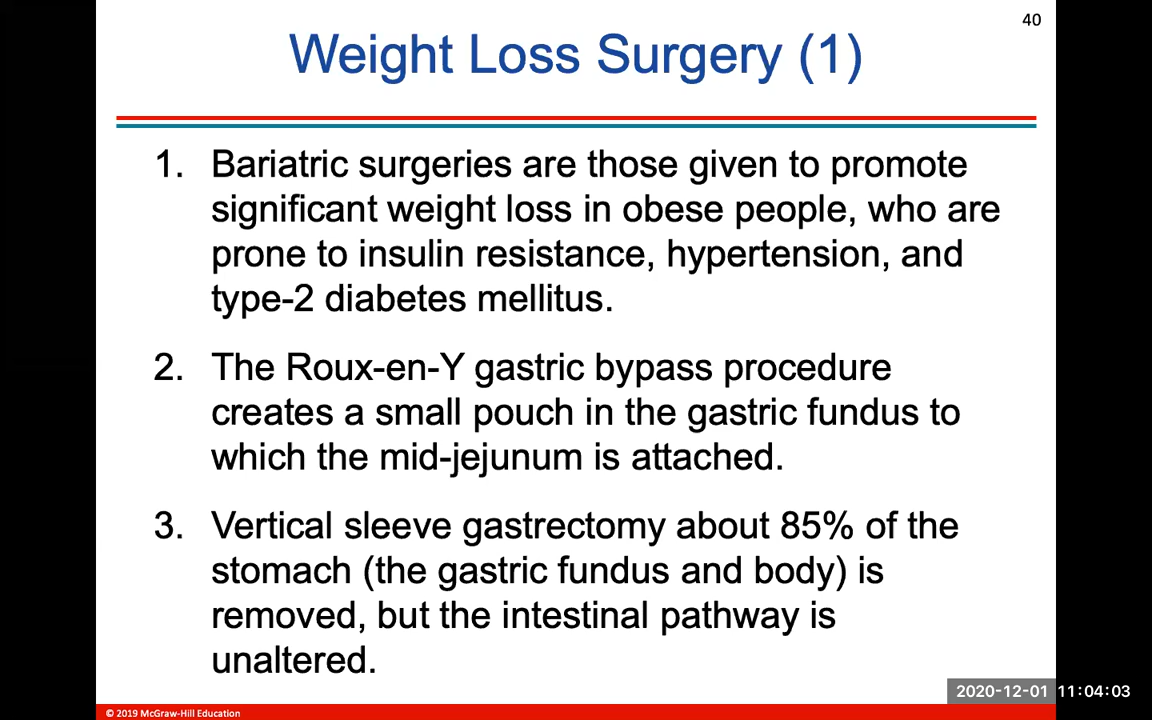 40
Weight Loss Surgery (1)
1. Bariatric surgeries are those given to promote
significant weight loss in obese people, who are
prone to insulin resistance, hypertension, and
type-2 diabetes mellitus.
2. The Roux-en-Y gastric bypass procedure
creates a small pouch in the gastric fundus to
which the mid-jejunum is attached.
3. Vertical sleeve gastrectomy about 85% of the
stomach (the gastric fundus and body) is
removed, but the intestinal pathway is
unaltered.
2020-12-01 11:04:03
© 2019 McGraw-Hill Education